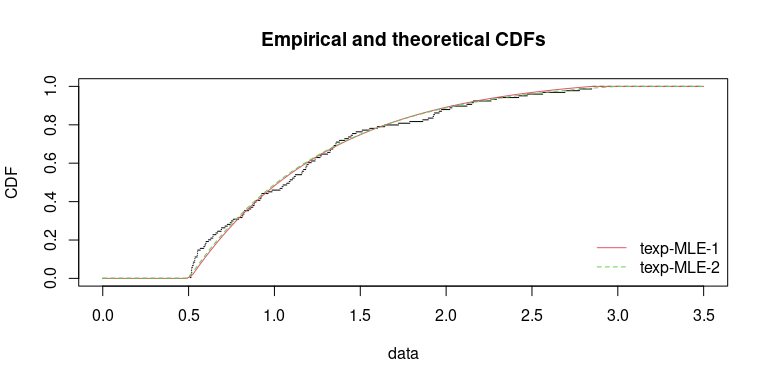 Empirical and theoretical CDFs
CDF
1.0
0.8
0.6
0.4
0.2
0.0
texp-MLE-1
texp-MLE-2
0.0 0.5 1.0 1.5 2.0 2.5 3.0 3.5
data